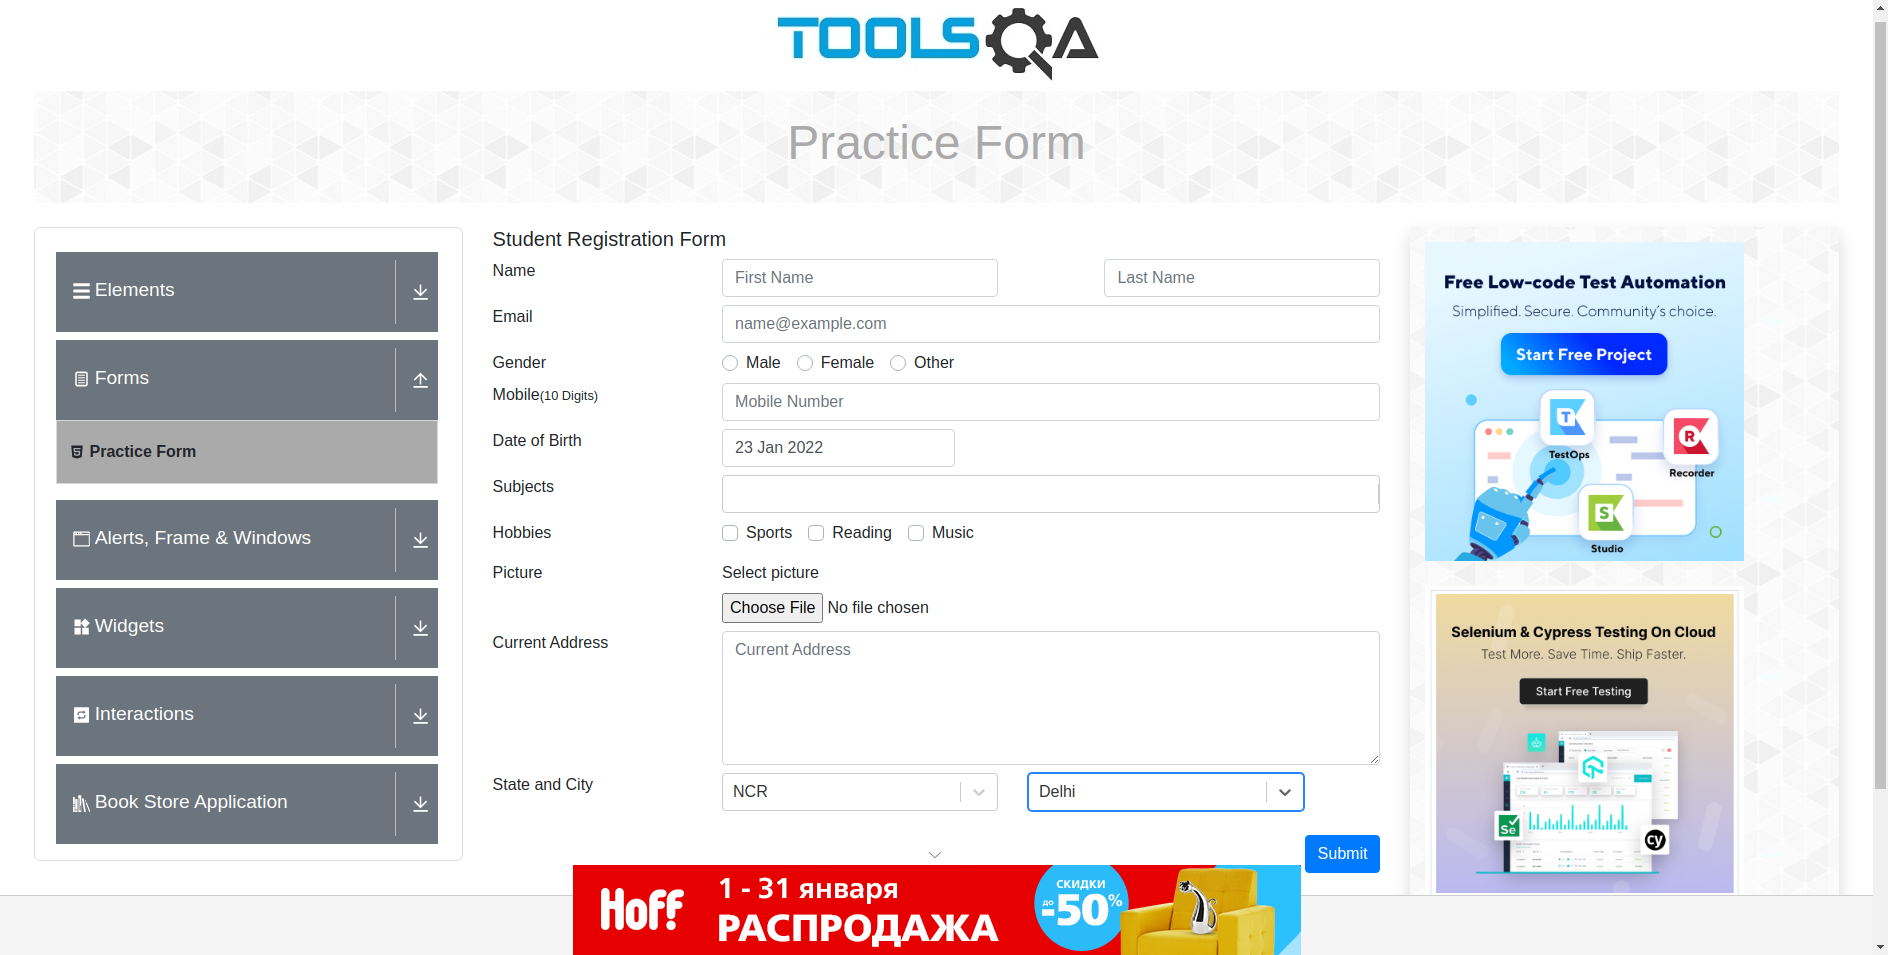 TOOLSQA
Practice Form
Elements
Forms
Practice Form
Alerts, Frame & Windows
Widgets
Interactions
Book Store Application
Student Registration Form
Name
First Name
Last Name
Email
name@example.com
Gender
Male
Female
Other
Mobile(10 Digits)
Mobile Number
Date of Birth
23 Jan 2022
Subjects
Hobbies
Sports
Reading
Music
Picture
Select picture
Choose File No file chosen
Current Address
Current Address
State and City
NCR
Delhi
Submit
Free Low-code Test Automation
Simplified. Secure. Community's choice.
Start Free Project
T
TestOps
R
Recorder
S
Studio
Selenium & Cypress Testing On Cloud
Test More. Save Time. Ship Faster.
Start Free Testing
Se
cy
Hoff
1 - 31 января
РАСПРОДАЖА
СКИДКИ
до -50%